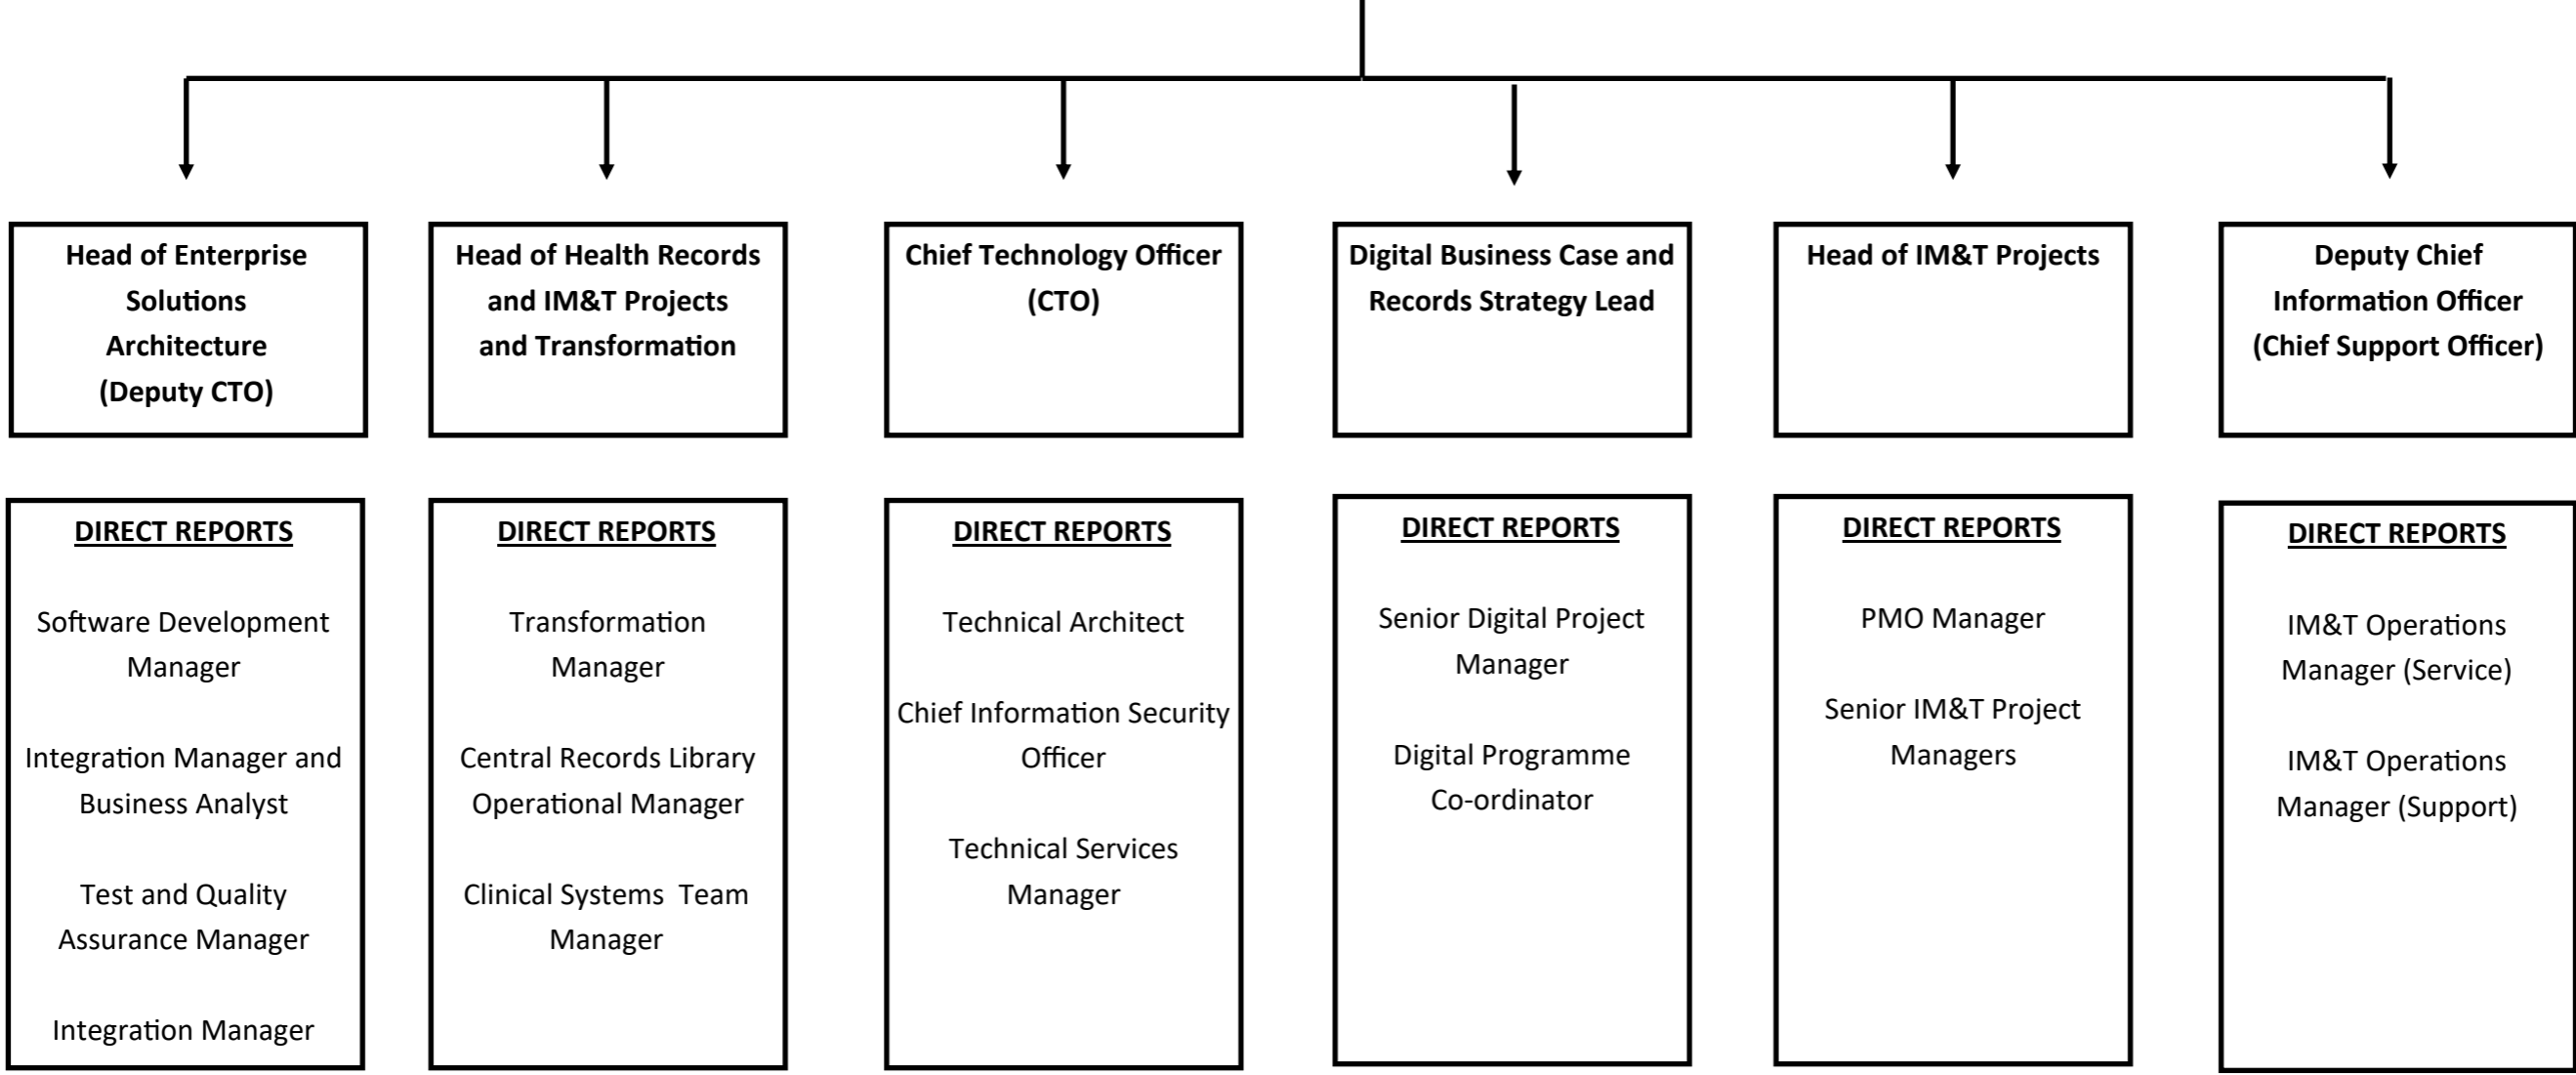 Head of Enterprise
Solutions
Architecture
(Deputy CTO)
Head of Health Records
and IM&T Projects
and Transformation
Chief Technology Officer
(CTO)
Digital Business Case and
Records Strategy Lead
Head of IM&T Projects
Deputy Chief
Information Officer
(Chief Support Officer)
DIRECT REPORTS
Software Development
Manager
Integration Manager and
Business Analyst
Test and Quality
Assurance Manager
Integration Manager
DIRECT REPORTS
Transformation
Manager
Central Records Library
Operational Manager
Clinical Systems  Team
Manager
DIRECT REPORTS
Technical Architect
Chief Information Security
Officer
Technical Services
Manager
DIRECT REPORTS
Senior Digital Project
Manager
Digital Programme
Co-ordinator
DIRECT REPORTS
PMO Manager
Senior IM&T Project
Managers
DIRECT REPORTS
IM&T Operations
Manager (Service)
IM&T Operations
Manager (Support)